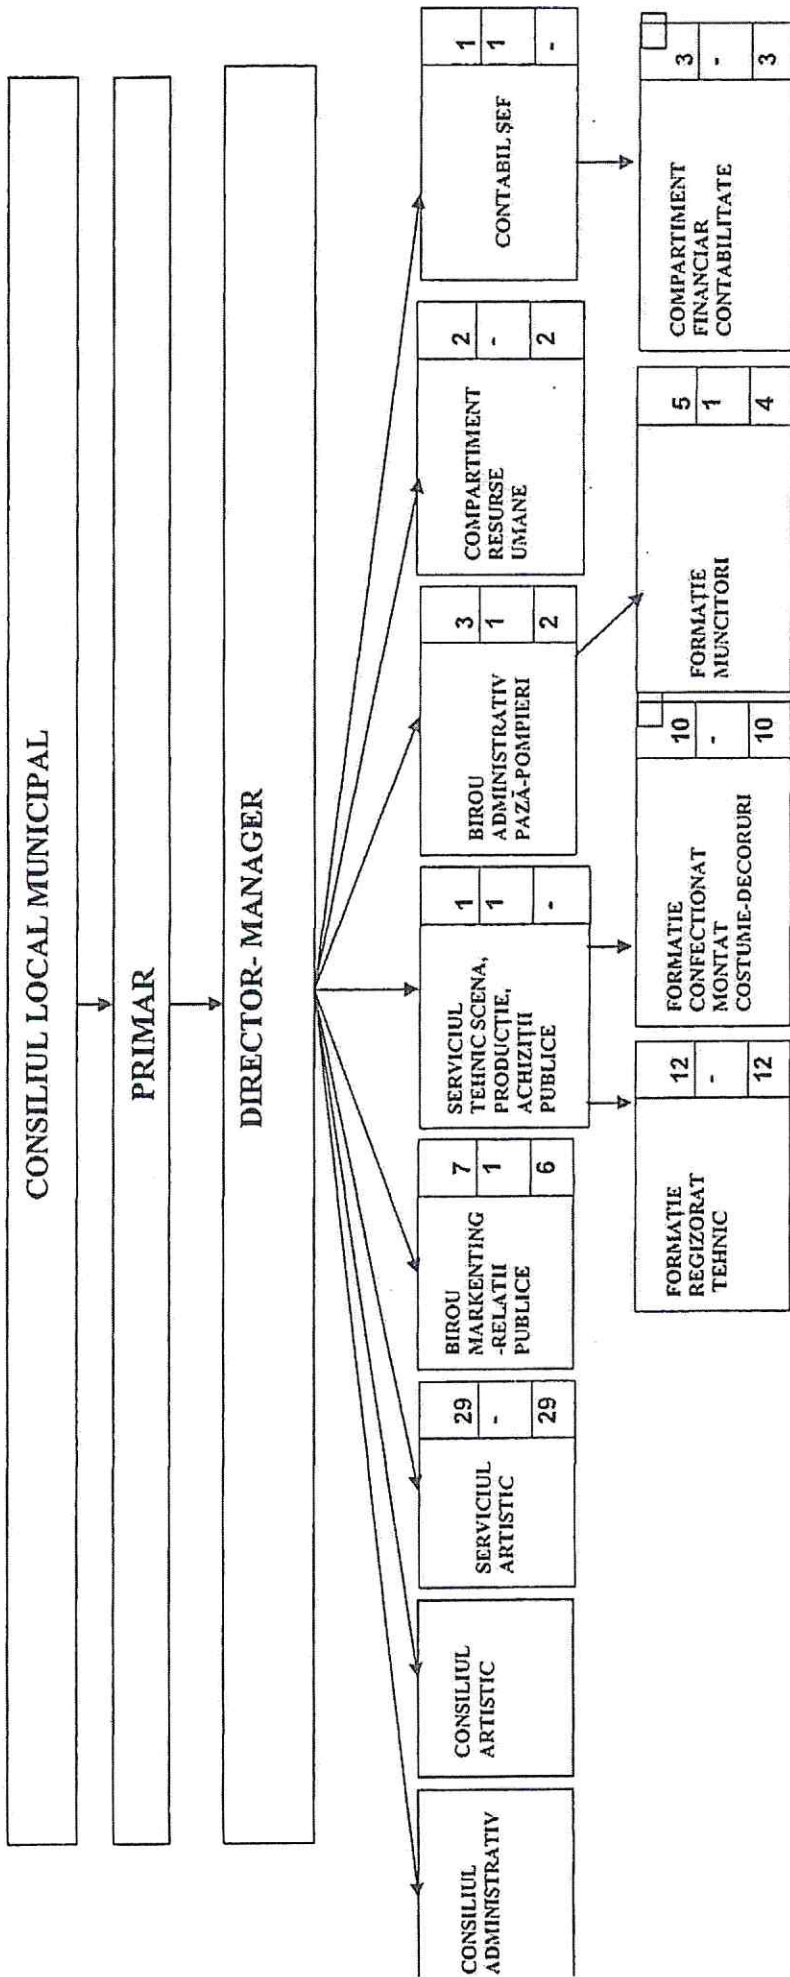 CONSILIUL LOCAL MUNICIPAL
PRIMAR
DIRECTOR- MANAGER
CONSILIUL
ADMINISTRATIV
CONSILIUL
ARTISTIC
SERVICIUL
ARTISTIC
29
-
29
BIROU
MARKENTING
-RELATII
PUBLICE
7
1
6
SERVICIUL
TEHNIC SCENA,
PRODUCȚIE,
ACHIZIȚII
PUBLICE
1
1
-
BIROU
ADMINISTRATIV
PAZĂ-POMPIERI
3
1
2
COMPARTIMENT
RESURSE
UMANE
2
-
2
CONTABIL ȘEF
1
1
-
FORMAȚIE
REGIZORAT
TEHNIC
12
-
12
FORMAȚIE
CONFECTIONAT
MONTAT
COSTUME-DECORURI
10
-
10
FORMAȚIE
MUNCITORI
5
1
4
COMPARTIMENT
FINANCIAR
CONTABILITATE
3
-
3